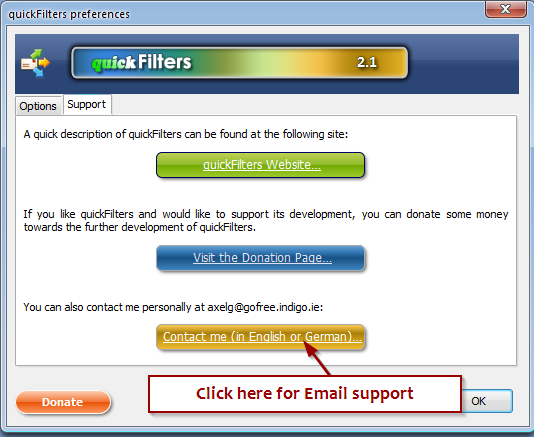 quickFilters preferences
quickFilters
2.1
Options
Support
A quick description of quickFilters can be found at the following site:
quickFilters Website...
If you like quickFilters and would like to support its development, you can donate some money
towards the further development of quickFilters.
Visit the Donation Page...
You can also contact me personally at axelg@gofree.indigo.ie:
Contact me (in English or German)...
Click here for Email support
Donate
OK